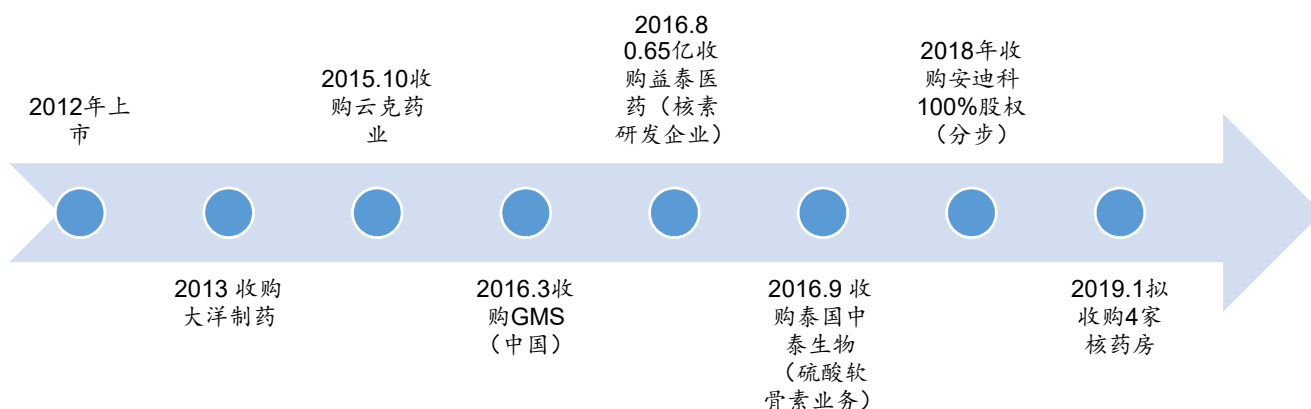 2012年上
市
2013 收购
大洋制药
2015.10收
购云克药
业
2016.3收
购GMS
（中国）
2016.8
0.65亿收
购益泰医
药（核素
研发企业）
2016.9 收
购泰国中
泰生物
（硫酸软
骨素业务）
2018年收
购安迪科
100%股权
（分步）
2019.1拟
收购4家
核药房